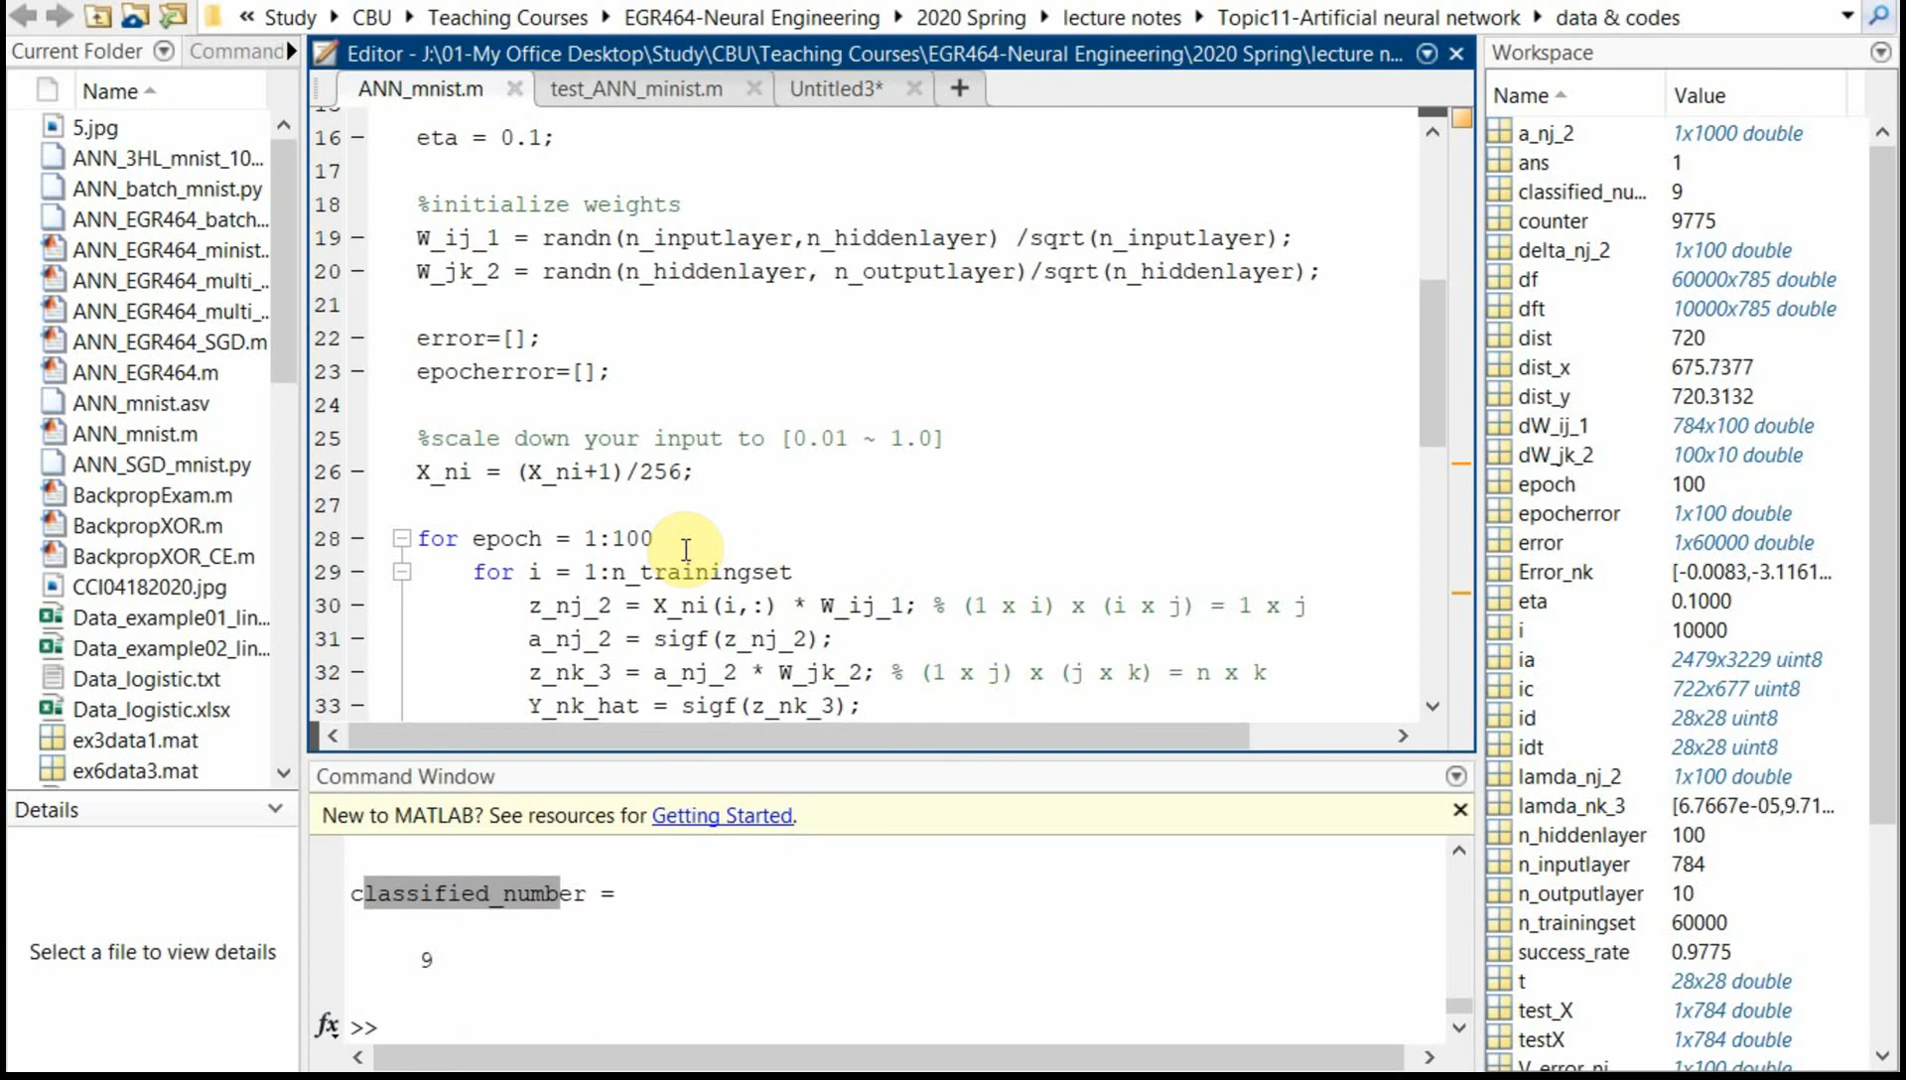 « Study ▸ CBU ▸ Teaching Courses ▸ EGR464-Neural Engineering ▸ 2020 Spring ▸ lecture notes ▸ Topic11-Artificial neural network ▸ data & codes
Current Folder
Command
Name
5.jpg
ANN_3HL_mnist_10...
ANN_batch_mnist.py
ANN_EGR464_batch...
ANN_EGR464_minist...
ANN_EGR464_multi_...
ANN_EGR464_multi_...
ANN_EGR464_SGD.m
ANN_EGR464.m
ANN_mnist.asv
ANN_mnist.m
ANN_SGD_mnist.py
BackpropExam.m
BackpropXOR.m
BackpropXOR_CE.m
CCI04182020.jpg
Data_example01_lin...
Data_example02_lin...
Data_logistic.txt
Data_logistic.xlsx
ex3data1.mat
ex6data3.mat
Details
Select a file to view details
Editor - J:\01-My Office Desktop\Study\CBU\Teaching Courses\EGR464-Neural Engineering\2020 Spring\lecture n...
ANN_mnist.m
test_ANN_minist.m
Untitled3*
16 – eta = 0.1;
17
18 %initialize weights
19 – W_ij_1 = randn(n_inputlayer,n_hiddenlayer) /sqrt(n_inputlayer);
20 – W_jk_2 = randn(n_hiddenlayer, n_outputlayer)/sqrt(n_hiddenlayer);
21
22 – error=[];
23 – epocherror=[];
24
25 %scale down your input to [0.01 ~ 1.0]
26 – X_ni = (X_ni+1)/256;
27
28 – for epoch = 1:100
29 – for i = 1:n_trainingset
30 – z_nj_2 = X_ni(i,:) * W_ij_1; % (1 x i) x (i x j) = 1 x j
31 – a_nj_2 = sigf(z_nj_2);
32 – z_nk_3 = a_nj_2 * W_jk_2; % (1 x j) x (j x k) = n x k
33 – Y_nk_hat = sigf(z_nk_3);
Command Window
New to MATLAB? See resources for Getting Started.
classified_number =
9
fx >>
Workspace
Name Value
a_nj_2 1x1000 double
ans 1
classified_nu... 9
counter 9775
delta_nj_2 1x100 double
df 60000x785 double
dft 10000x785 double
dist 720
dist_x 675.7377
dist_y 720.3132
dW_ij_1 784x100 double
dW_jk_2 100x10 double
epoch 100
epocherror 1x100 double
error 1x60000 double
Error_nk [-0.0083,-3.1161...
eta 0.1000
i 10000
ia 2479x3229 uint8
ic 722x677 uint8
id 28x28 uint8
idt 28x28 uint8
lamda_nj_2 1x100 double
lamda_nk_3 [6.7667e-05,9.71...
n_hiddenlayer 100
n_inputlayer 784
n_outputlayer 10
n_trainingset 60000
success_rate 0.9775
t 28x28 double
test_X 1x784 double
testX 1x784 double